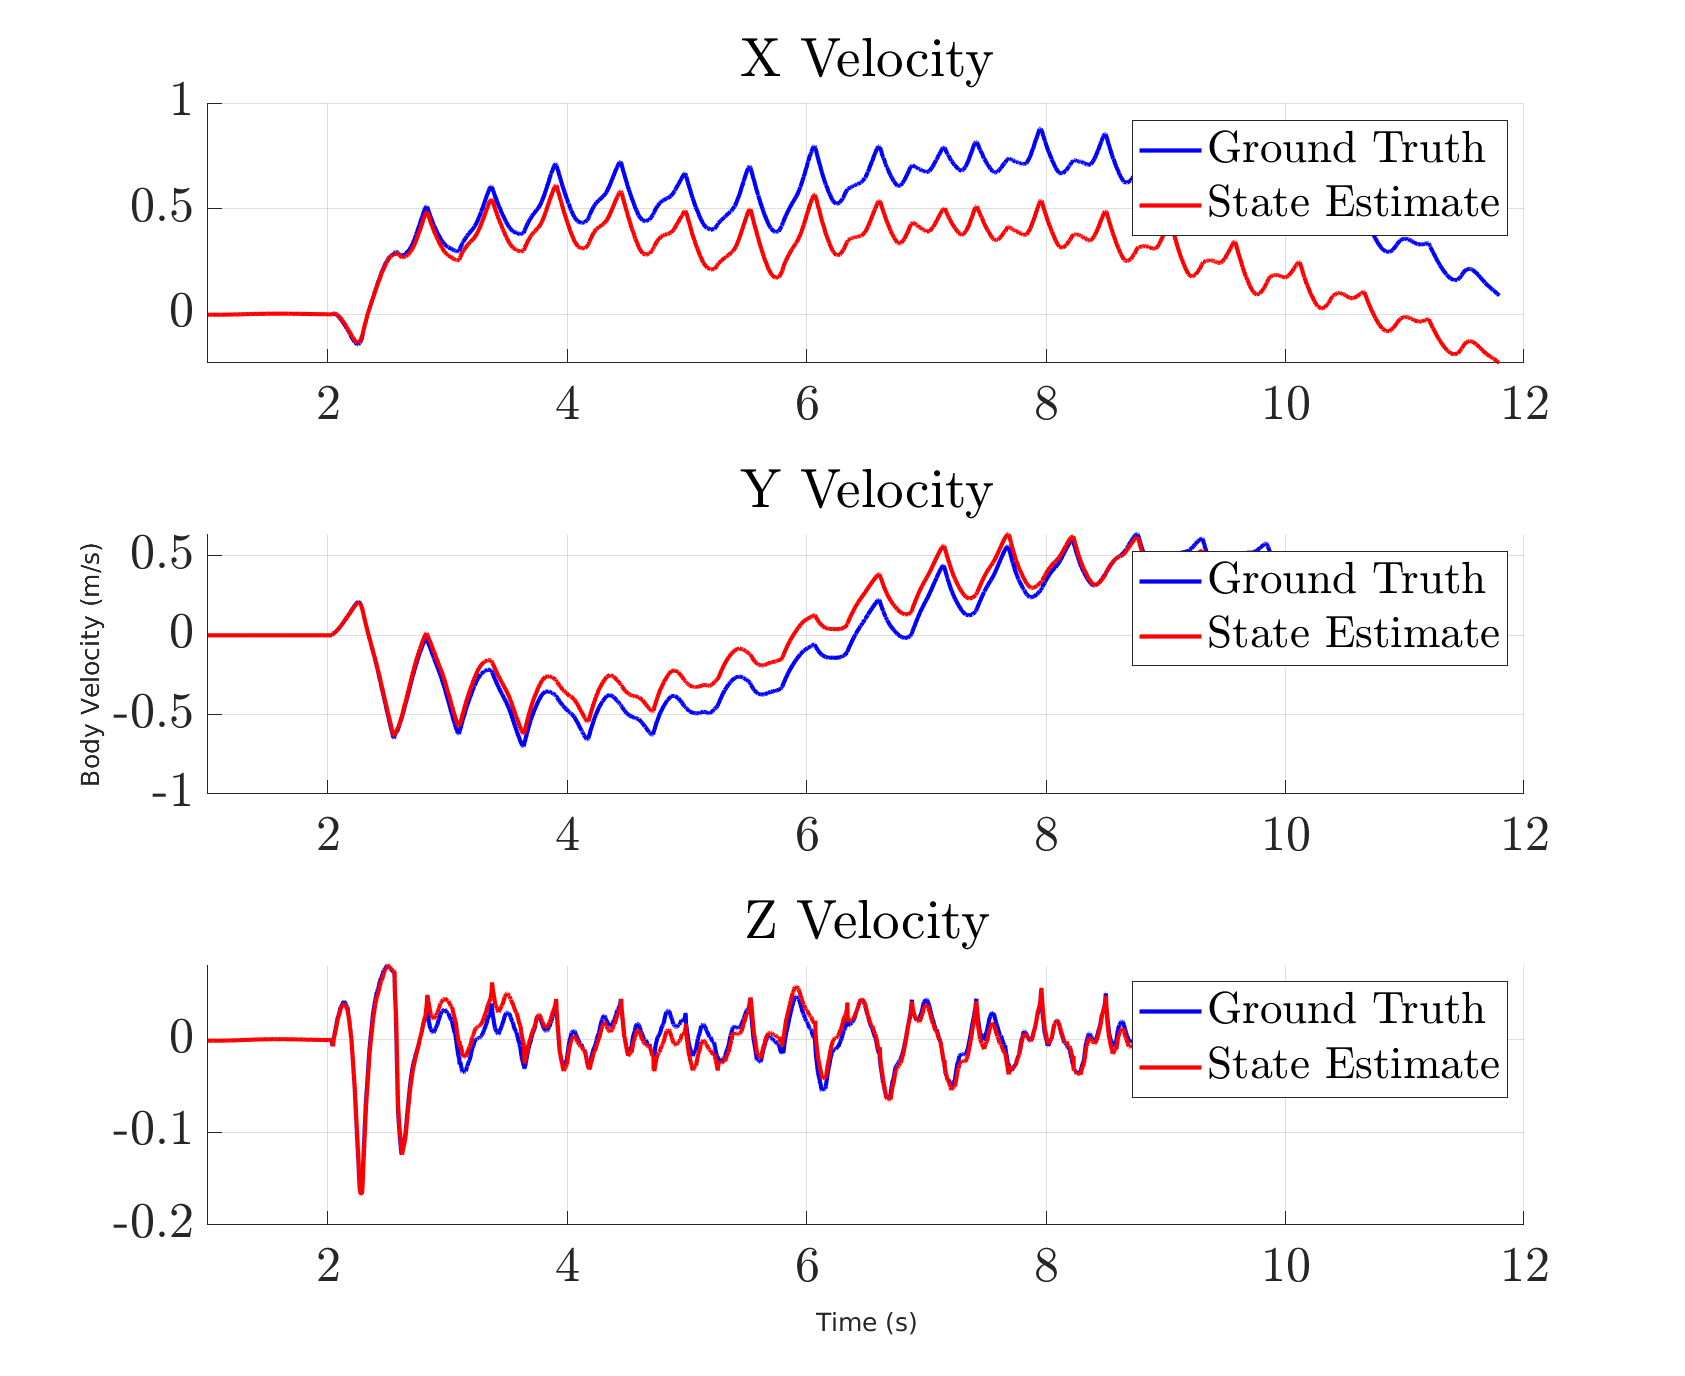 X Velocity
1
0.5
0
Ground Truth
State Estimate
2 4 6 8 10 12
Y Velocity
Body Velocity (m/s)
0.5
0
-0.5
-1
Ground Truth
State Estimate
2 4 6 8 10 12
Z Velocity
0
-0.1
-0.2
Ground Truth
State Estimate
2 4 6 8 10 12
Time (s)